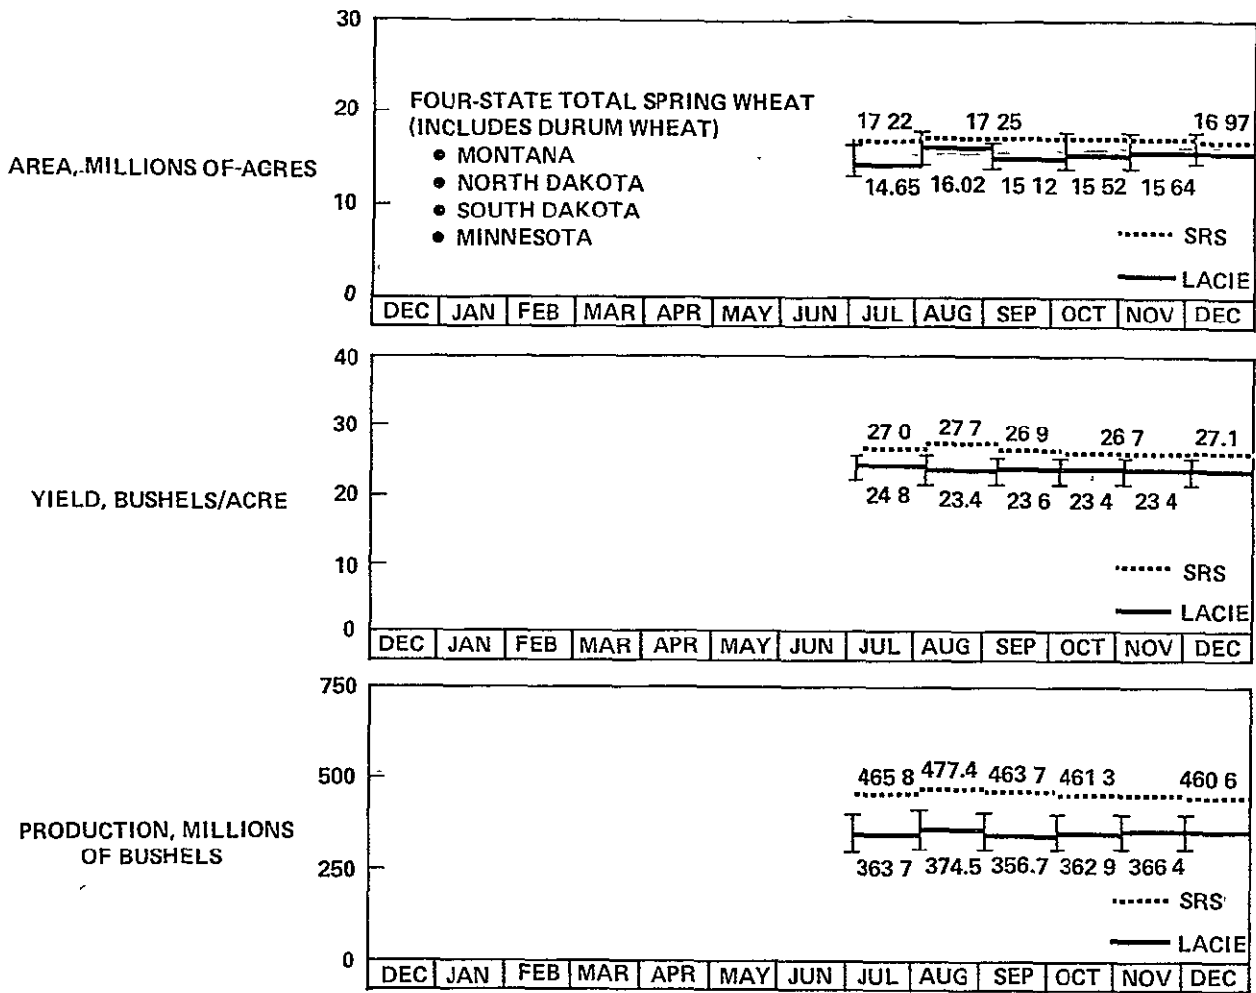 30
FOUR-STATE TOTAL SPRING WHEAT
(INCLUDES DURUM WHEAT)
• MONTANA
• NORTH DAKOTA
• SOUTH DAKOTA
• MINNESOTA
20
17 22 17 25 16 97
AREA, MILLIONS OF-ACRES
14.65 16.02 15 12 15 52 15 64
10
SRS
LACIE
0
DEC JAN FEB MAR APR MAY JUN JUL AUG SEP OCT NOV DEC
40
30
27 0 27 7 26 9 26 7 27.1
YIELD, BUSHELS/ACRE
20
24 8 23.4 23 6 23 4 23 4
10
SRS
LACIE
0
DEC JAN FEB MAR APR MAY JUN JUL AUG SEP OCT NOV DEC
750
500
465 8 477.4 463 7 461 3 460 6
PRODUCTION, MILLIONS
OF BUSHELS
250
363 7 374.5 356.7 362 9 366 4
SRS
LACIE
0
DEC JAN FEB MAR APR MAY JUN JUL AUG SEP OCT NOV DEC